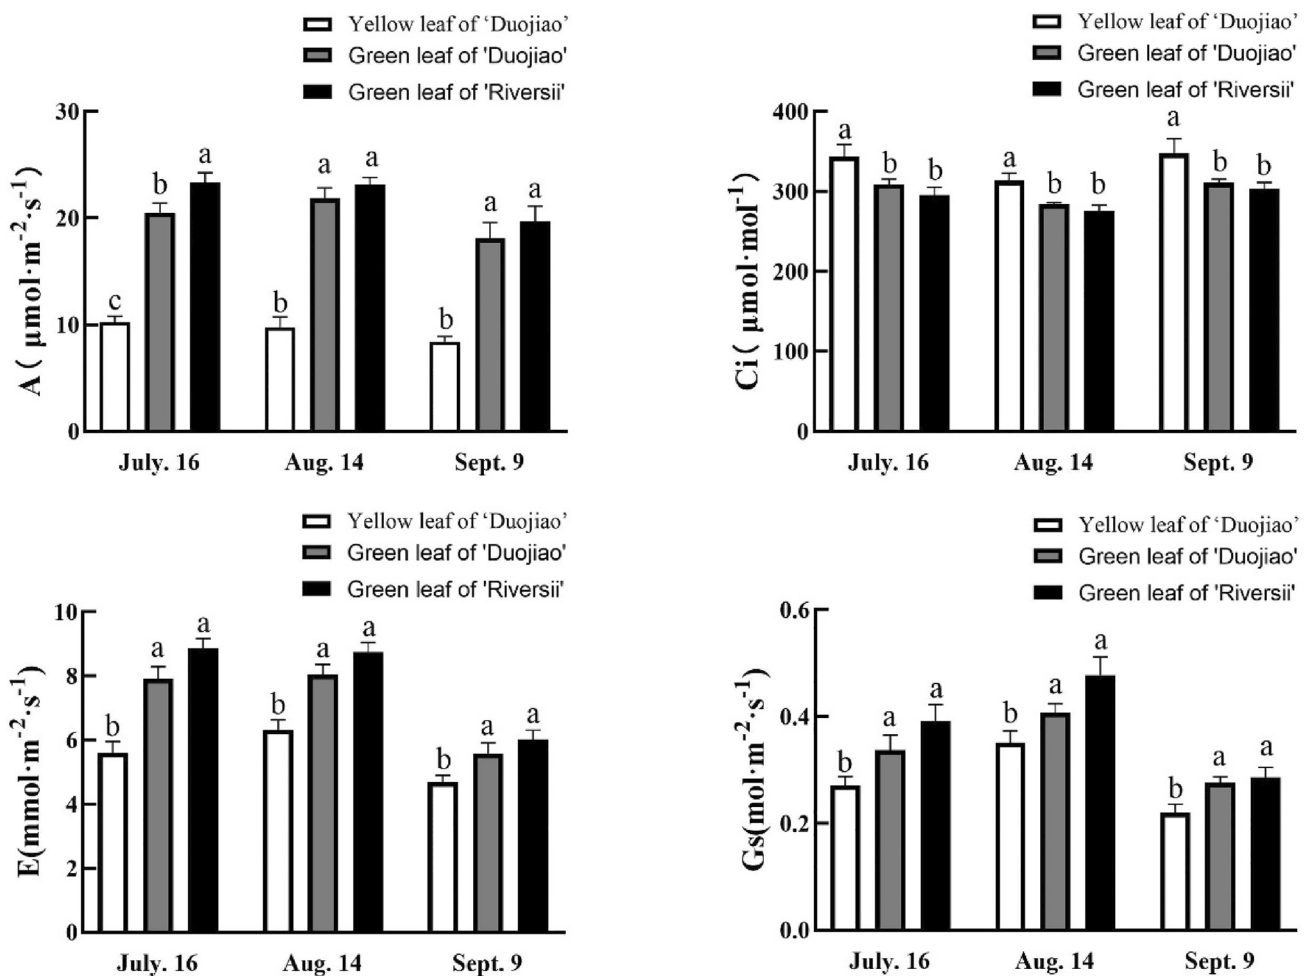 Yellow leaf of ‘Duojiao’
Green leaf of 'Duojiao'
Green leaf of 'Riversii'
A( μmol·m⁻²·s⁻¹)
30
20
10
0
c
b
a
b
a
a
b
a
a
July. 16
Aug. 14
Sept. 9
Yellow leaf of ‘Duojiao’
Green leaf of 'Duojiao'
Green leaf of 'Riversii'
Ci( μmol·mol⁻¹)
400
300
200
100
0
a
b
b
a
b
b
a
b
b
July. 16
Aug. 14
Sept. 9
Yellow leaf of ‘Duojiao’
Green leaf of 'Duojiao'
Green leaf of 'Riversii'
E(mmol·m⁻²·s⁻¹)
10
8
6
4
2
0
b
a
a
b
a
a
b
a
a
July. 16
Aug. 14
Sept. 9
Yellow leaf of ‘Duojiao’
Green leaf of 'Duojiao'
Green leaf of 'Riversii'
Gs(mol·m⁻²·s⁻¹)
0.6
0.4
0.2
0.0
b
a
a
b
a
a
b
a
a
July. 16
Aug. 14
Sept. 9